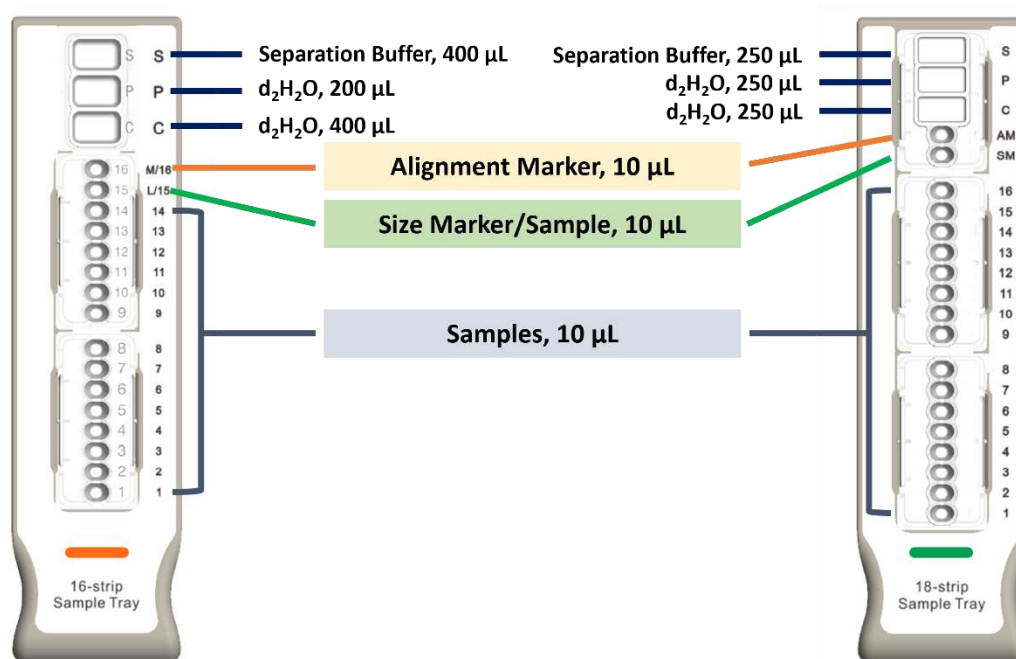 S S Separation Buffer, 400 µL
P P d₂H₂O, 200 µL
C C d₂H₂O, 400 µL
16 M/16
15 L/15
14 14
13 13
12 12
11 11
10 10
9 9
8 8
7 7
6 6
5 5
4 4
3 3
2 2
1 1
16-strip
Sample Tray
Alignment Marker, 10 µL
Size Marker/Sample, 10 µL
Samples, 10 µL
Separation Buffer, 250 µL S
d₂H₂O, 250 µL P
d₂H₂O, 250 µL C
AM
SM
16
15
14
13
12
11
10
9
8
7
6
5
4
3
2
1
18-strip
Sample Tray